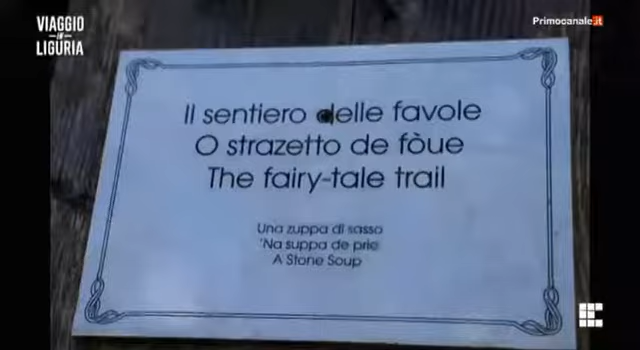 VIAGGIO
IN
LIGURIA
Primocanale.it
Il sentiero delle favole
O strazetto de fòue
The fairy-tale trail
Una zuppa di sasso
'Na suppa de prie
A Stone Soup